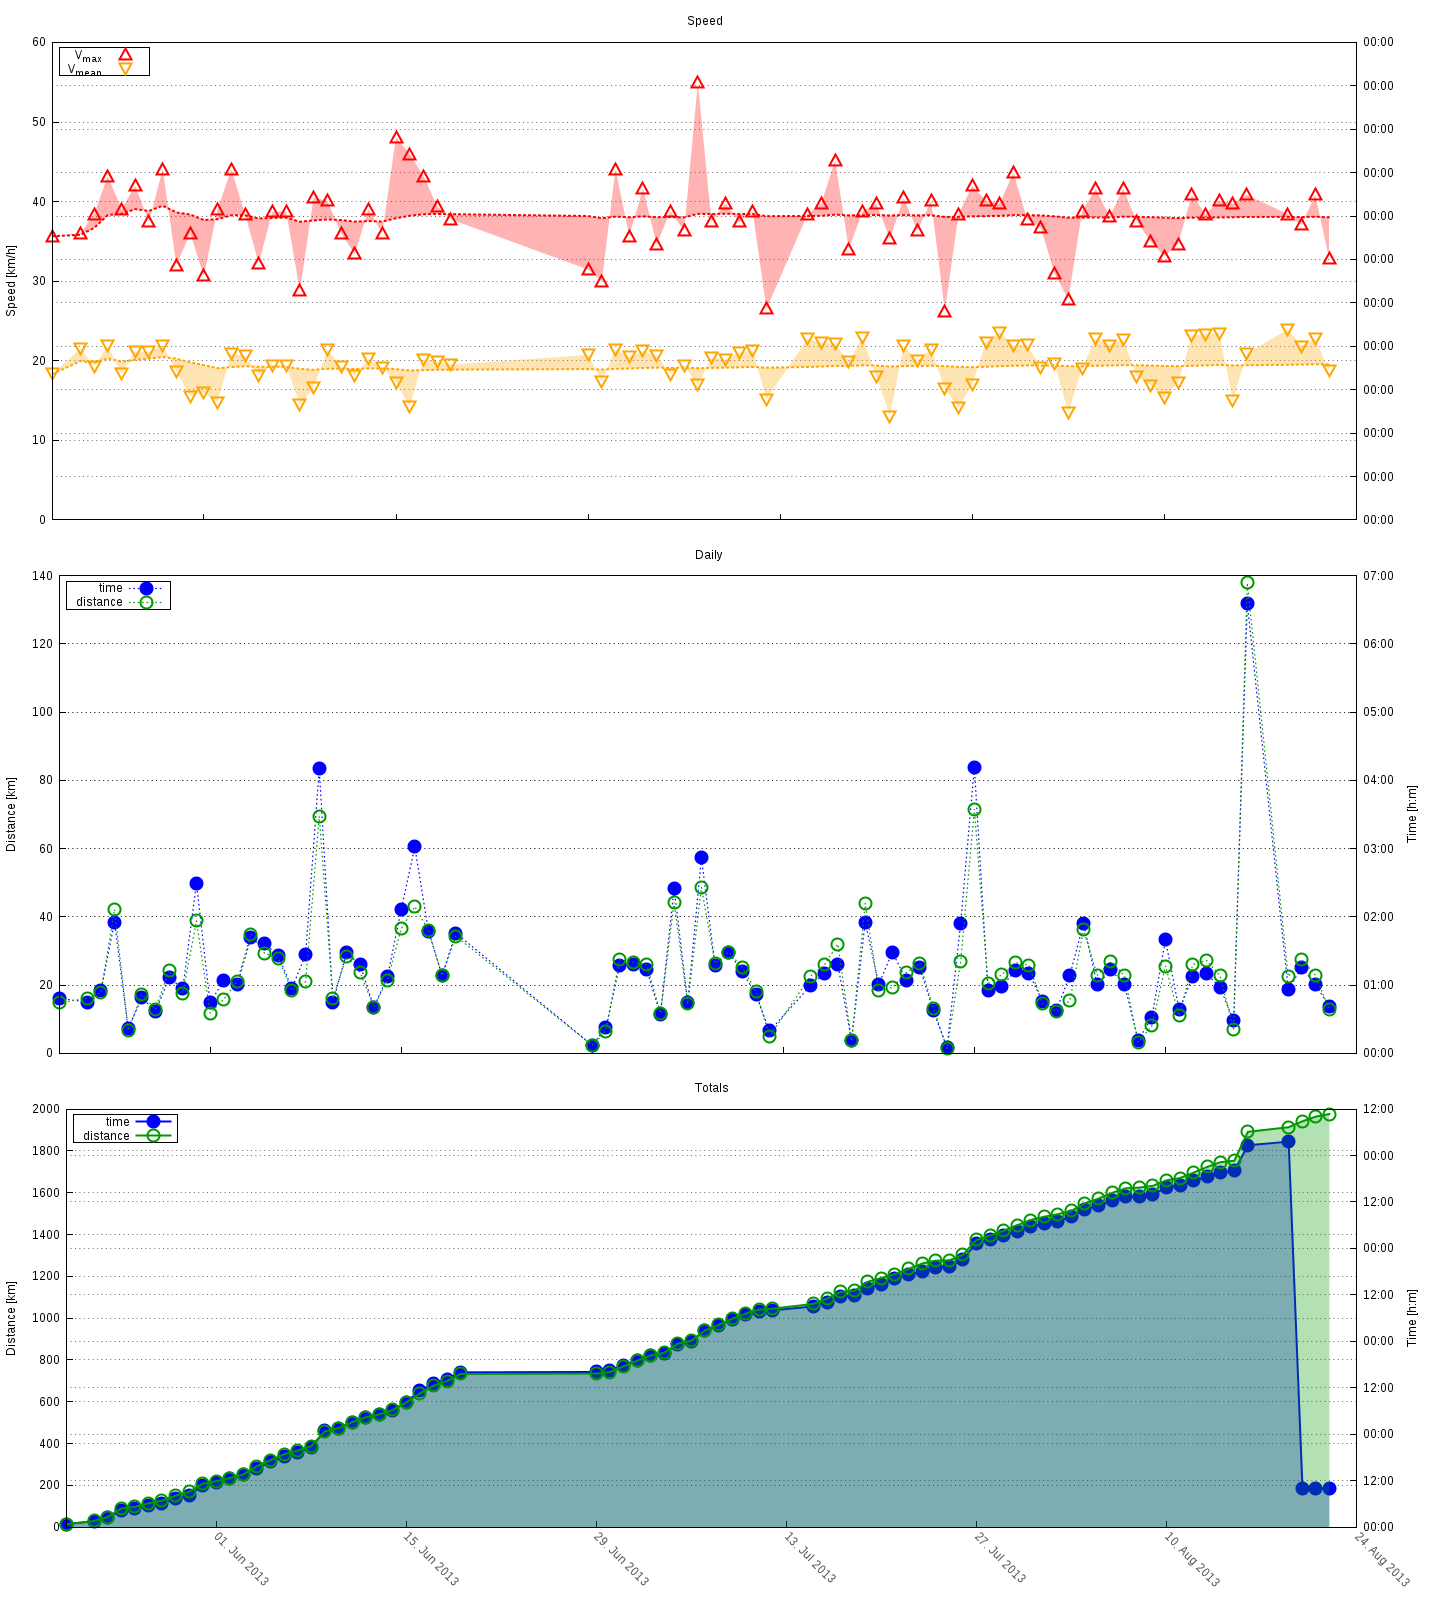 Speed
60
50
40
30
20
10
0
Speed [km/h]
Vmax
Vmean
00:00
00:00
00:00
00:00
00:00
00:00
00:00
00:00
00:00
00:00
00:00
00:00
Daily
140
120
100
80
60
40
20
0
Distance [km]
time
distance
07:00
06:00
05:00
04:00
03:00
02:00
01:00
00:00
Time [h:m]
Totals
2000
1800
1600
1400
1200
1000
800
600
400
200
0
Distance [km]
time
distance
12:00
00:00
12:00
00:00
12:00
00:00
12:00
00:00
12:00
00:00
Time [h:m]
01. Jun 2013
15. Jun 2013
29. Jun 2013
13. Jul 2013
27. Jul 2013
10. Aug 2013
24. Aug 2013